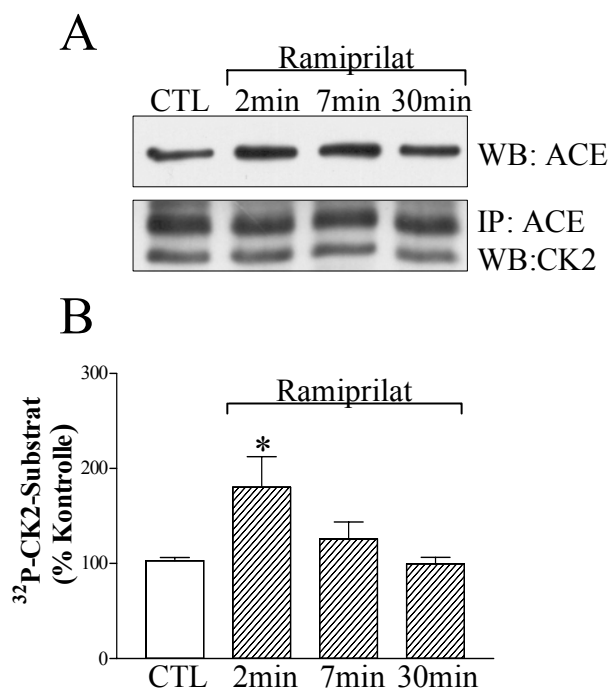 A
Ramiprilat
CTL 2min 7min 30min
WB: ACE
IP: ACE
WB:CK2
B
300
Ramiprilat
*
200
100
0
³²P-CK2-Substrat
(% Kontrolle)
CTL 2min 7min 30min